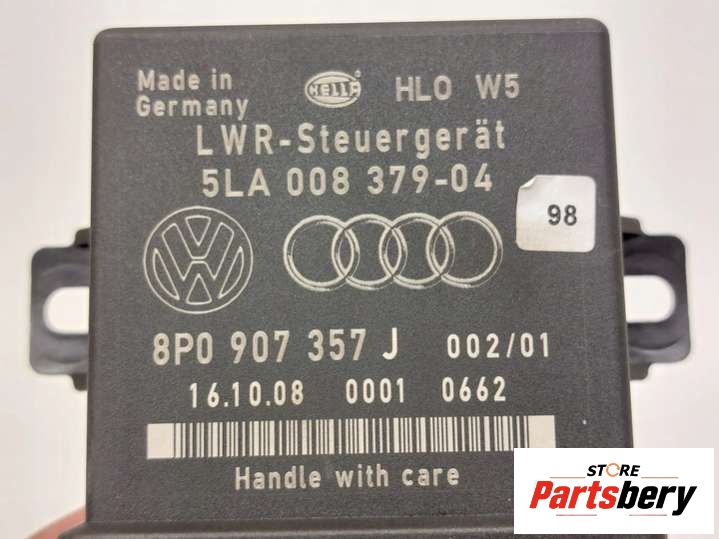 Made in
Germany
HELLA
HLO W5
LWR-Steuergerät
5LA 008 379-04
98
8P0 907 357 J 002/01
16.10.08 0001 0662
Handle with care
STORE
Partsbery